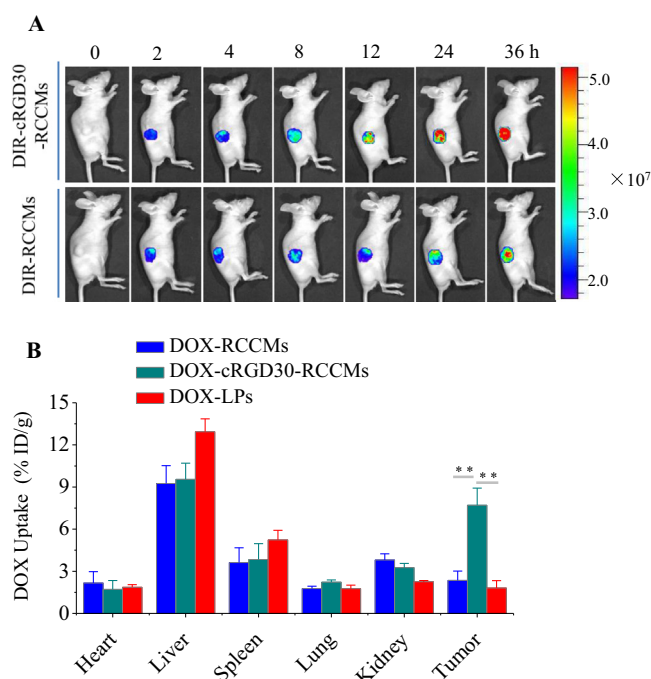 A
0 2 4 8 12 24 36 h
DIR-cRGD30
-RCCMs
DIR-RCCMs
5.0
4.0
×10⁷
3.0
2.0
B
DOX-RCCMs
DOX-cRGD30-RCCMs
DOX-LPs
DOX Uptake (% ID/g)
15
12
9
6
3
0
** **
Heart Liver Spleen Lung Kidney Tumor